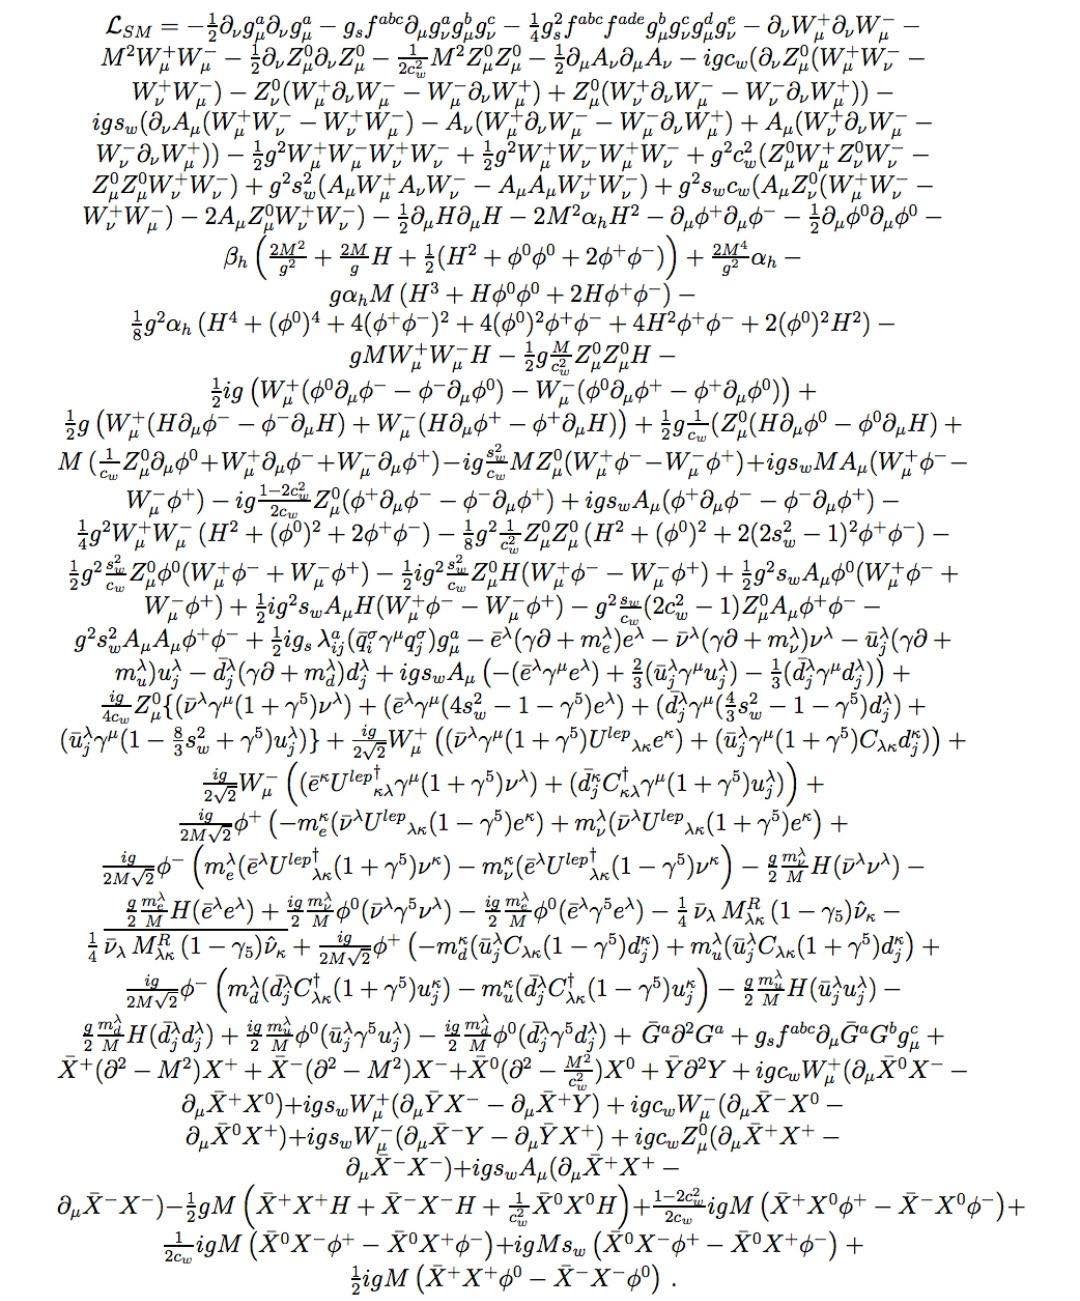 $\mathcal{L}_{SM} = -\frac{1}{2}\partial_\nu g^a_\mu \partial_\nu g^a_\mu - g_s f^{abc}\partial_\mu g^a_\nu g^b_\mu g^c_\nu - \frac{1}{4}g_s^2 f^{abc}f^{ade}g^b_\mu g^c_\nu g^d_\mu g^e_\nu - \partial_\nu W^+_\mu \partial_\nu W^-_\mu -$
$M^2 W^+_\mu W^-_\mu - \frac{1}{2}\partial_\nu Z^0_\mu \partial_\nu Z^0_\mu - \frac{1}{2c_w^2}M^2 Z^0_\mu Z^0_\mu - \frac{1}{2}\partial_\mu A_\nu \partial_\mu A_\nu - igc_w(\partial_\nu Z^0_\mu(W^+_\mu W^-_\nu -$
$W^+_\nu W^-_\mu) - Z^0_\nu(W^+_\mu \partial_\nu W^-_\mu - W^-_\mu \partial_\nu W^+_\mu) + Z^0_\mu(W^+_\nu \partial_\nu W^-_\mu - W^-_\nu \partial_\nu W^+_\mu)) -$
$igs_w(\partial_\nu A_\mu(W^+_\mu W^-_\nu - W^+_\nu W^-_\mu) - A_\nu(W^+_\mu \partial_\nu W^-_\mu - W^-_\mu \partial_\nu W^+_\mu) + A_\mu(W^+_\nu \partial_\nu W^-_\mu -$
$W^-_\nu \partial_\nu W^+_\mu)) - \frac{1}{2}g^2 W^+_\mu W^-_\mu W^+_\nu W^-_\nu + \frac{1}{2}g^2 W^+_\mu W^-_\nu W^+_\mu W^-_\nu + g^2 c_w^2(Z^0_\mu W^+_\mu Z^0_\nu W^-_\nu -$
$Z^0_\mu Z^0_\mu W^+_\nu W^-_\nu) + g^2 s_w^2(A_\mu W^+_\mu A_\nu W^-_\nu - A_\mu A_\mu W^+_\nu W^-_\nu) + g^2 s_w c_w(A_\mu Z^0_\nu(W^+_\mu W^-_\nu -$
$W^+_\nu W^-_\mu) - 2A_\mu Z^0_\mu W^+_\nu W^-_\nu) - \frac{1}{2}\partial_\mu H \partial_\mu H - 2M^2 \alpha_h H^2 - \partial_\mu \phi^+ \partial_\mu \phi^- - \frac{1}{2}\partial_\mu \phi^0 \partial_\mu \phi^0 -$
$\beta_h \left(\frac{2M^2}{g^2} + \frac{2M}{g}H + \frac{1}{2}(H^2 + \phi^0\phi^0 + 2\phi^+\phi^-)\right) + \frac{2M^4}{g^2}\alpha_h -$
$g\alpha_h M \left(H^3 + H\phi^0\phi^0 + 2H\phi^+\phi^-\right) -$
$\frac{1}{8}g^2\alpha_h \left(H^4 + (\phi^0)^4 + 4(\phi^+\phi^-)^2 + 4(\phi^0)^2\phi^+\phi^- + 4H^2\phi^+\phi^- + 2(\phi^0)^2H^2\right) -$
$gMW^+_\mu W^-_\mu H - \frac{1}{2}g\frac{M}{c_w^2}Z^0_\mu Z^0_\mu H -$
$\frac{1}{2}ig \left(W^+_\mu(\phi^0\partial_\mu\phi^- - \phi^-\partial_\mu\phi^0) - W^-_\mu(\phi^0\partial_\mu\phi^+ - \phi^+\partial_\mu\phi^0)\right) +$
$\frac{1}{2}g \left(W^+_\mu(H\partial_\mu\phi^- - \phi^-\partial_\mu H) + W^-_\mu(H\partial_\mu\phi^+ - \phi^+\partial_\mu H)\right) + \frac{1}{2}g\frac{1}{c_w}(Z^0_\mu(H\partial_\mu\phi^0 - \phi^0\partial_\mu H) +$
$M\left(\frac{1}{c_w}Z^0_\mu\partial_\mu\phi^0 + W^+_\mu\partial_\mu\phi^- + W^-_\mu\partial_\mu\phi^+\right) - ig\frac{s_w^2}{c_w}MZ^0_\mu(W^+_\mu\phi^- - W^-_\mu\phi^+) + igs_wMA_\mu(W^+_\mu\phi^- -$
$W^-_\mu\phi^+) - ig\frac{1-2c_w^2}{2c_w}Z^0_\mu(\phi^+\partial_\mu\phi^- - \phi^-\partial_\mu\phi^+) + igs_wA_\mu(\phi^+\partial_\mu\phi^- - \phi^-\partial_\mu\phi^+) -$
$\frac{1}{4}g^2W^+_\mu W^-_\mu \left(H^2 + (\phi^0)^2 + 2\phi^+\phi^-\right) - \frac{1}{8}g^2\frac{1}{c_w^2}Z^0_\mu Z^0_\mu \left(H^2 + (\phi^0)^2 + 2(2s_w^2 - 1)^2\phi^+\phi^-\right) -$
$\frac{1}{2}g^2\frac{s_w^2}{c_w}Z^0_\mu\phi^0(W^+_\mu\phi^- + W^-_\mu\phi^+) - \frac{1}{2}ig^2\frac{s_w^2}{c_w}Z^0_\mu H(W^+_\mu\phi^- - W^-_\mu\phi^+) + \frac{1}{2}g^2s_wA_\mu\phi^0(W^+_\mu\phi^- +$
$W^-_\mu\phi^+) + \frac{1}{2}ig^2s_wA_\mu H(W^+_\mu\phi^- - W^-_\mu\phi^+) - g^2\frac{s_w}{c_w}(2c_w^2 - 1)Z^0_\mu A_\mu\phi^+\phi^- -$
$g^2s_w^2A_\mu A_\mu\phi^+\phi^- + \frac{1}{2}ig_s\,\lambda^a_{ij}(\bar{q}^\sigma_i\gamma^\mu q^\sigma_j)g^a_\mu - \bar{e}^\lambda(\gamma\partial + m^\lambda_e)e^\lambda - \bar{\nu}^\lambda(\gamma\partial + m^\lambda_\nu)\nu^\lambda - \bar{u}^\lambda_j(\gamma\partial +$
$m^\lambda_u)u^\lambda_j - \bar{d}^\lambda_j(\gamma\partial + m^\lambda_d)d^\lambda_j + igs_wA_\mu \left(-(\bar{e}^\lambda\gamma^\mu e^\lambda) + \frac{2}{3}(\bar{u}^\lambda_j\gamma^\mu u^\lambda_j) - \frac{1}{3}(\bar{d}^\lambda_j\gamma^\mu d^\lambda_j)\right) +$
$\frac{ig}{4c_w}Z^0_\mu\{(\bar{\nu}^\lambda\gamma^\mu(1 + \gamma^5)\nu^\lambda) + (\bar{e}^\lambda\gamma^\mu(4s_w^2 - 1 - \gamma^5)e^\lambda) + (\bar{d}^\lambda_j\gamma^\mu(\frac{4}{3}s_w^2 - 1 - \gamma^5)d^\lambda_j) +$
$(\bar{u}^\lambda_j\gamma^\mu(1 - \frac{8}{3}s_w^2 + \gamma^5)u^\lambda_j)\} + \frac{ig}{2\sqrt{2}}W^+_\mu \left((\bar{\nu}^\lambda\gamma^\mu(1 + \gamma^5)U^{lep}{}_{\lambda\kappa}e^\kappa) + (\bar{u}^\lambda_j\gamma^\mu(1 + \gamma^5)C_{\lambda\kappa}d^\kappa_j)\right) +$
$\frac{ig}{2\sqrt{2}}W^-_\mu \left((\bar{e}^\kappa U^{lep\dagger}{}_{\kappa\lambda}\gamma^\mu(1 + \gamma^5)\nu^\lambda) + (\bar{d}^\kappa_j C^\dagger_{\kappa\lambda}\gamma^\mu(1 + \gamma^5)u^\lambda_j)\right) +$
$\frac{ig}{2M\sqrt{2}}\phi^+ \left(-m^\kappa_e(\bar{\nu}^\lambda U^{lep}{}_{\lambda\kappa}(1 - \gamma^5)e^\kappa) + m^\lambda_\nu(\bar{\nu}^\lambda U^{lep}{}_{\lambda\kappa}(1 + \gamma^5)e^\kappa\right) +$
$\frac{ig}{2M\sqrt{2}}\phi^- \left(m^\lambda_e(\bar{e}^\lambda U^{lep\dagger}{}_{\lambda\kappa}(1 + \gamma^5)\nu^\kappa) - m^\kappa_\nu(\bar{e}^\lambda U^{lep\dagger}{}_{\lambda\kappa}(1 - \gamma^5)\nu^\kappa\right) - \frac{g}{2}\frac{m^\lambda_\nu}{M}H(\bar{\nu}^\lambda\nu^\lambda) -$
$\frac{g}{2}\frac{m^\lambda_e}{M}H(\bar{e}^\lambda e^\lambda) + \frac{ig}{2}\frac{m^\lambda_\nu}{M}\phi^0(\bar{\nu}^\lambda\gamma^5\nu^\lambda) - \frac{ig}{2}\frac{m^\lambda_e}{M}\phi^0(\bar{e}^\lambda\gamma^5e^\lambda) - \frac{1}{4}\,\bar{\nu}_\lambda\,M^R_{\lambda\kappa}\,(1 - \gamma_5)\hat{\nu}_\kappa -$
$\frac{1}{4}\,\overline{\bar{\nu}_\lambda\,M^R_{\lambda\kappa}\,(1 - \gamma_5)\hat{\nu}_\kappa} + \frac{ig}{2M\sqrt{2}}\phi^+ \left(-m^\kappa_d(\bar{u}^\lambda_jC_{\lambda\kappa}(1 - \gamma^5)d^\kappa_j) + m^\lambda_u(\bar{u}^\lambda_jC_{\lambda\kappa}(1 + \gamma^5)d^\kappa_j\right) +$
$\frac{ig}{2M\sqrt{2}}\phi^- \left(m^\lambda_d(\bar{d}^\lambda_jC^\dagger_{\lambda\kappa}(1 + \gamma^5)u^\kappa_j) - m^\kappa_u(\bar{d}^\lambda_jC^\dagger_{\lambda\kappa}(1 - \gamma^5)u^\kappa_j\right) - \frac{g}{2}\frac{m^\lambda_u}{M}H(\bar{u}^\lambda_ju^\lambda_j) -$
$\frac{g}{2}\frac{m^\lambda_d}{M}H(\bar{d}^\lambda_jd^\lambda_j) + \frac{ig}{2}\frac{m^\lambda_u}{M}\phi^0(\bar{u}^\lambda_j\gamma^5u^\lambda_j) - \frac{ig}{2}\frac{m^\lambda_d}{M}\phi^0(\bar{d}^\lambda_j\gamma^5d^\lambda_j) + \bar{G}^a\partial^2G^a + g_sf^{abc}\partial_\mu\bar{G}^aG^bg^c_\mu +$
$\bar{X}^+(\partial^2 - M^2)X^+ + \bar{X}^-(\partial^2 - M^2)X^- + \bar{X}^0(\partial^2 - \frac{M^2}{c_w^2})X^0 + \bar{Y}\partial^2Y + igc_wW^+_\mu(\partial_\mu\bar{X}^0X^- -$
$\partial_\mu\bar{X}^+X^0) + igs_wW^+_\mu(\partial_\mu\bar{Y}X^- - \partial_\mu\bar{X}^+Y) + igc_wW^-_\mu(\partial_\mu\bar{X}^-X^0 -$
$\partial_\mu\bar{X}^0X^+) + igs_wW^-_\mu(\partial_\mu\bar{X}^-Y - \partial_\mu\bar{Y}X^+) + igc_wZ^0_\mu(\partial_\mu\bar{X}^+X^+ -$
$\partial_\mu\bar{X}^-X^-) + igs_wA_\mu(\partial_\mu\bar{X}^+X^+ -$
$\partial_\mu\bar{X}^-X^-) - \frac{1}{2}gM \left(\bar{X}^+X^+H + \bar{X}^-X^-H + \frac{1}{c_w^2}\bar{X}^0X^0H\right) + \frac{1-2c_w^2}{2c_w}igM \left(\bar{X}^+X^0\phi^+ - \bar{X}^-X^0\phi^-\right) +$
$\frac{1}{2c_w}igM \left(\bar{X}^0X^-\phi^+ - \bar{X}^0X^+\phi^-\right) + igMs_w \left(\bar{X}^0X^-\phi^+ - \bar{X}^0X^+\phi^-\right) +$
$\frac{1}{2}igM \left(\bar{X}^+X^+\phi^0 - \bar{X}^-X^-\phi^0\right) .$